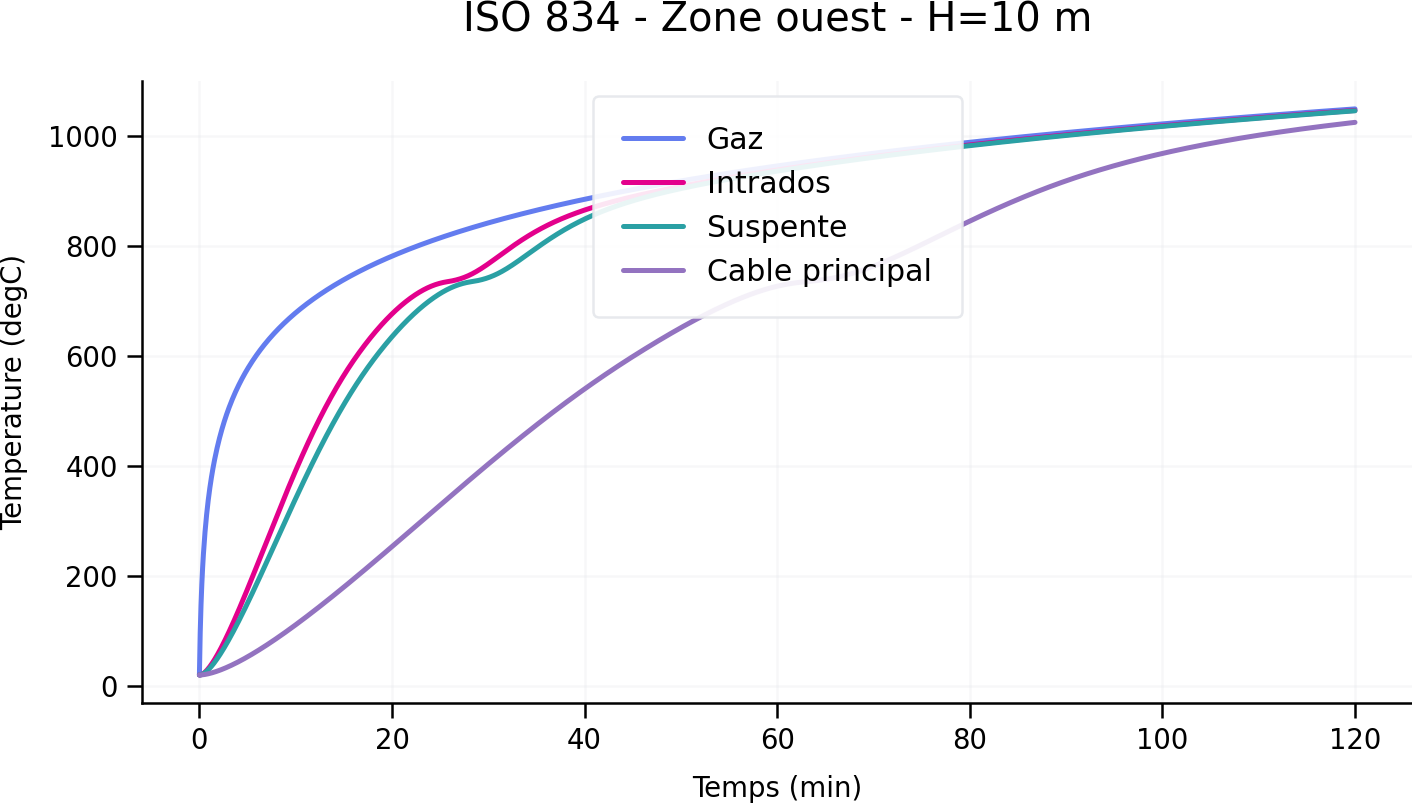 ISO 834 - Zone ouest - H=10 m
Temperature (degC)
1000
800
600
400
200
0
Gaz
Intrados
Suspente
Cable principal
0 20 40 60 80 100 120
Temps (min)